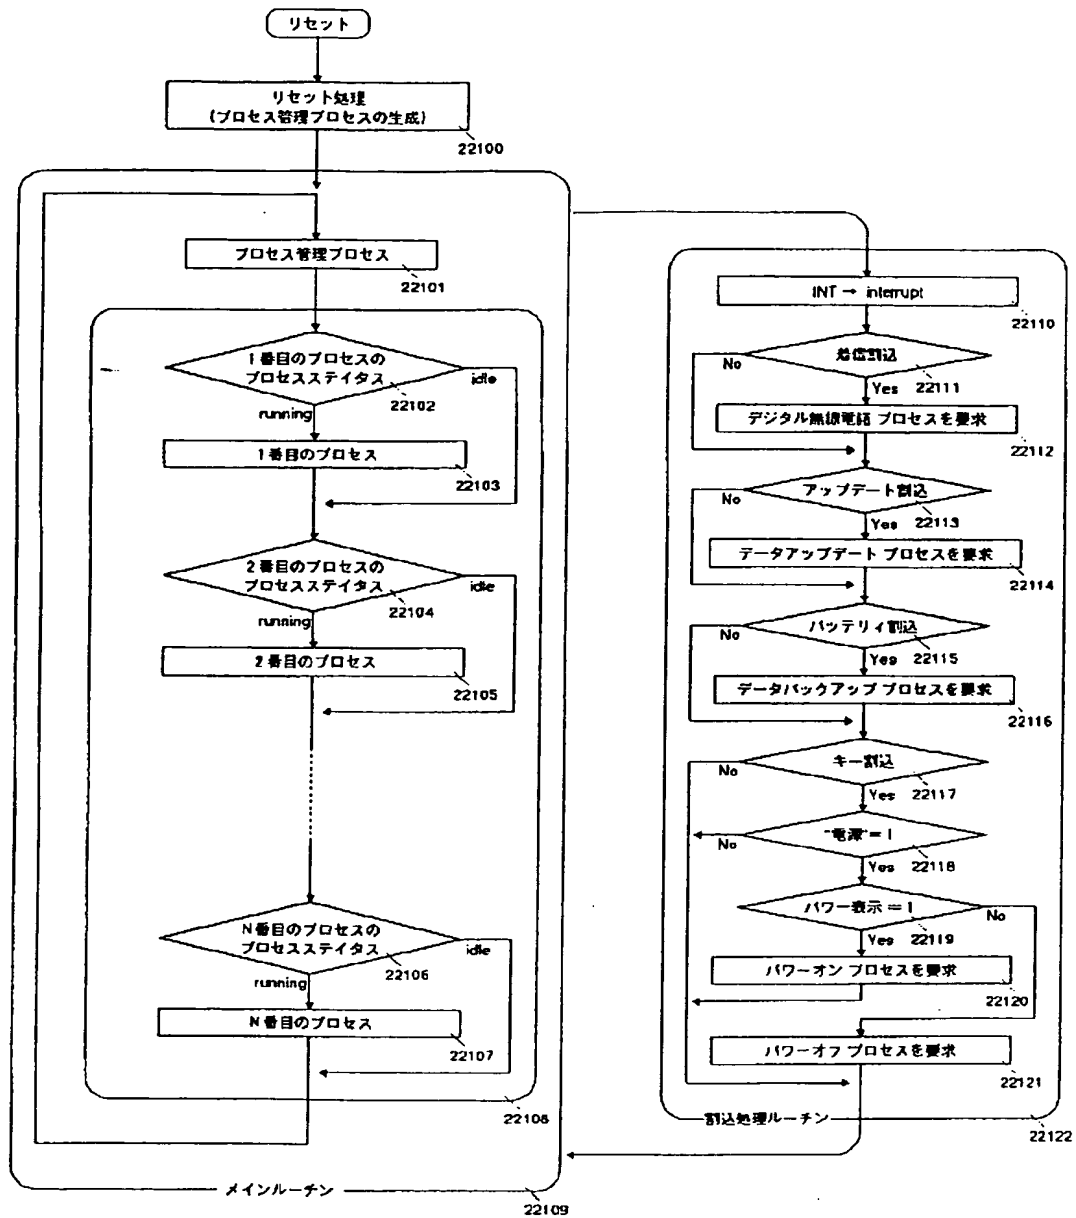 リセット
リセット処理
(プロセス管理プロセスの生成)
22100
プロセス管理プロセス
22101
1番目のプロセスの
プロセスステイタス
22102
idle
running
1番目のプロセス
22103
2番目のプロセスの
プロセスステイタス
22104
idle
running
2番目のプロセス
22105
N番目のプロセスの
プロセスステイタス
22106
idle
running
N番目のプロセス
22107
22108
メインルーチン
22109
INT → interrupt
22110
着信割込
No
Yes
22111
デジタル無線電話 プロセスを要求
22112
アップデート割込
No
Yes
22113
データアップデート プロセスを要求
22114
バッテリィ割込
No
Yes
22115
データバックアップ プロセスを要求
22116
キー割込
No
Yes
22117
"電源"=1
No
Yes
22118
パワー表示=1
No
Yes
22119
パワーオン プロセスを要求
22120
パワーオフ プロセスを要求
22121
割込処理ルーチン
22122